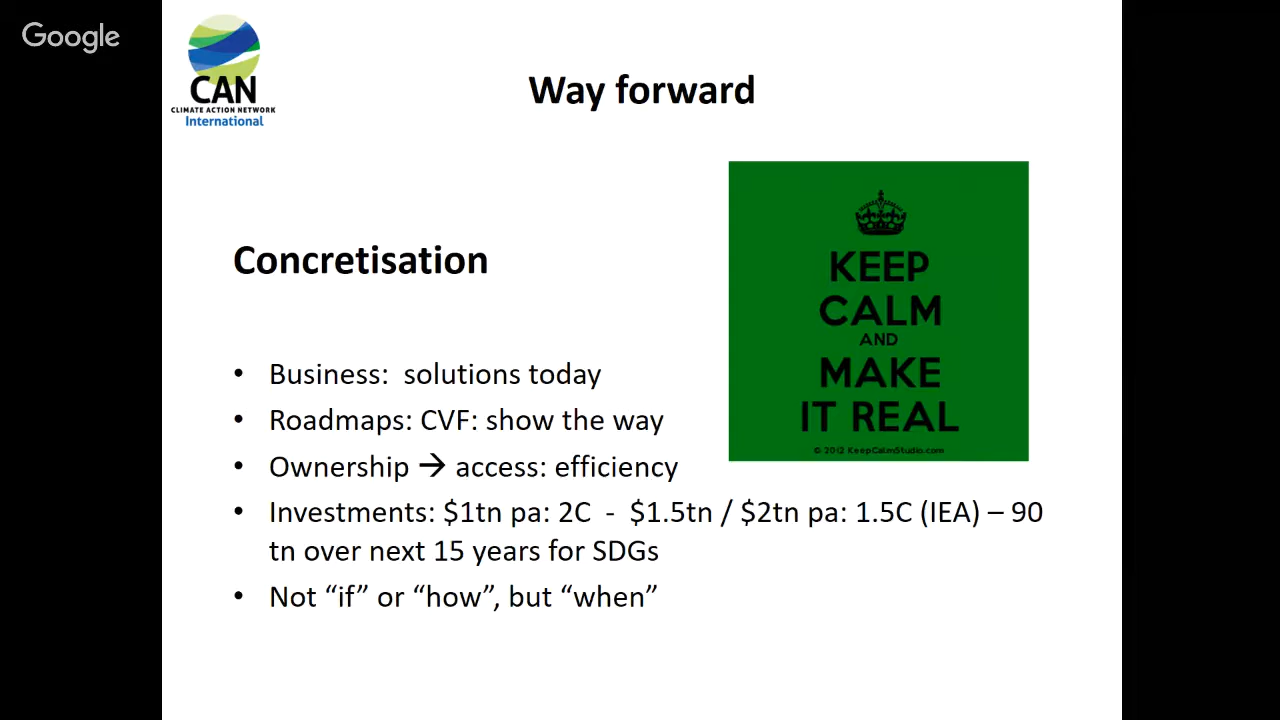 Google
CAN
CLIMATE ACTION NETWORK
International
Way forward
Concretisation
KEEP
CALM
AND
MAKE
IT REAL
© 2012 KeepCalmStudio.com
• Business:  solutions today
• Roadmaps: CVF: show the way
• Ownership → access: efficiency
• Investments: $1tn pa: 2C  -  $1.5tn / $2tn pa: 1.5C (IEA) – 90
tn over next 15 years for SDGs
• Not “if” or “how”, but “when”